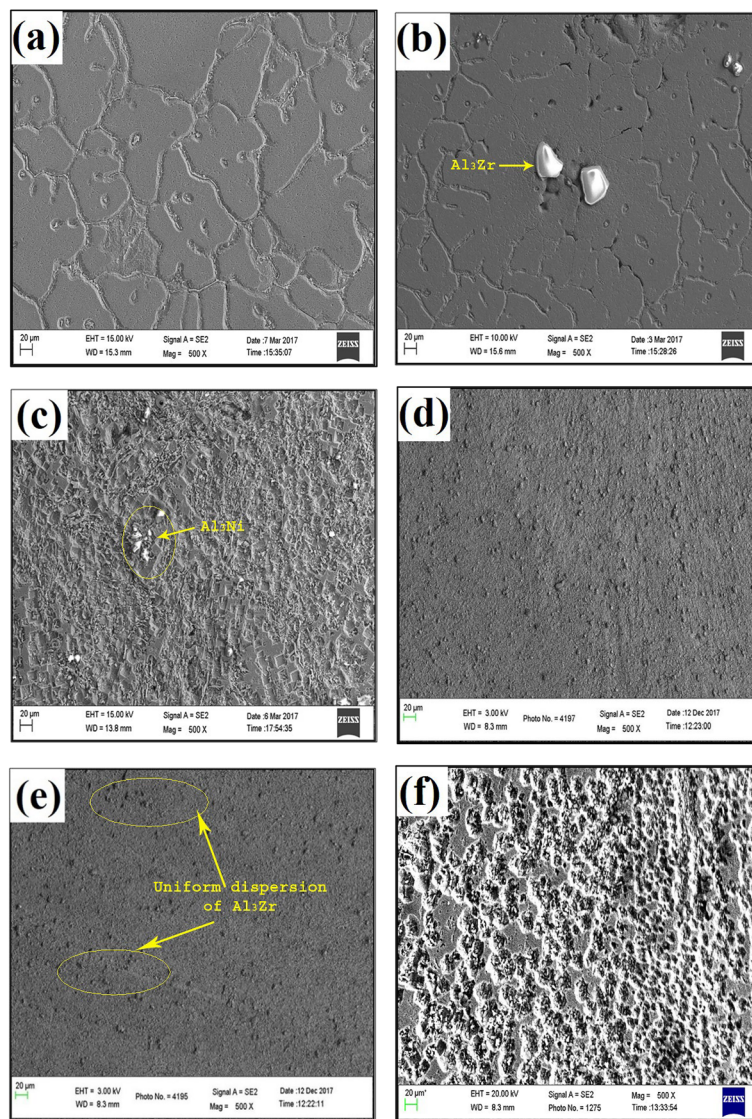 (a)
20 µm
EHT = 15.00 kV
Signal A = SE2
Date :7 Mar 2017
WD = 15.3 mm
Mag = 500 X
Time :15:35:07
ZEISS
(b)
Al₃Zr
20 µm
EHT = 10.00 kV
Signal A = SE2
Date :3 Mar 2017
WD = 15.6 mm
Mag = 500 X
Time :15:28:26
ZEISS
(c)
Al₃Ni
20 µm
EHT = 15.00 kV
Signal A = SE2
Date :6 Mar 2017
WD = 13.8 mm
Mag = 500 X
Time :17:54:35
ZEISS
(d)
20 µm
EHT = 3.00 kV
Photo No. = 4197
Signal A = SE2
Date :12 Dec 2017
WD = 8.3 mm
Mag = 500 X
Time :12:23:00
(e)
Uniform dispersion
of Al₃Zr
20 µm
EHT = 3.00 kV
Photo No. = 4195
Signal A = SE2
Date :12 Dec 2017
WD = 8.3 mm
Mag = 500 X
Time :12:22:11
(f)
20 µm*
EHT = 20.00 kV
Signal A = SE2
WD = 8.3 mm
Photo No. = 1275
Mag = 500 X
Time :13:33:54
ZEISS